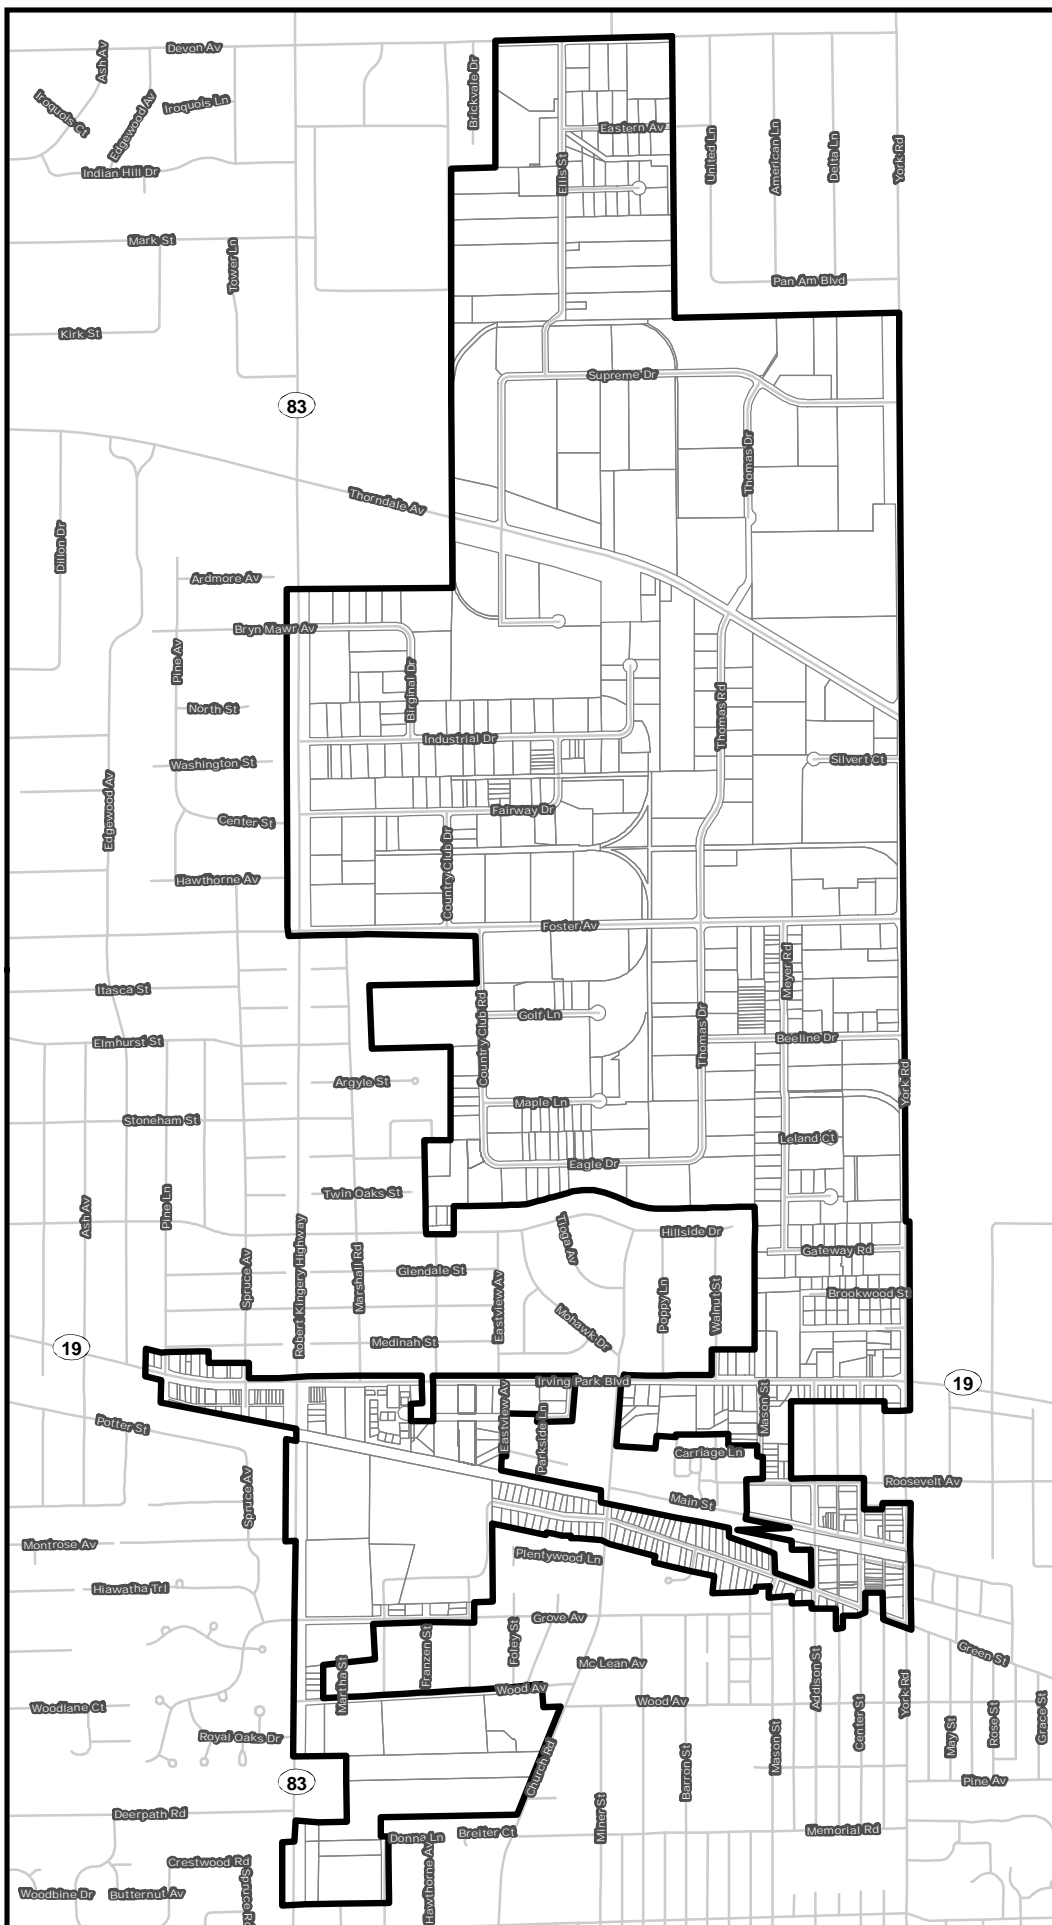 Devon Av
Ash Av
Brickvale Dr
Iroquois Ct
Edgewood Av
Iroquois Ln
Eastern Av
United Ln
American Ln
Delta Ln
York Rd
Indian Hill Dr
Ellis St
Mark St
Tower Ln
Pan Am Blvd
Kirk St
Supreme Dr
83
Thomas Dr
Thorndale Av
Dillon Dr
Ardmore Av
Bryn Mawr Av
Pine Av
Birginal Dr
Thomas Rd
North St
Industrial Dr
Washington St
Silvert Ct
Edgewood Av
Center St
Fairway Dr
Country Club Dr
Hawthorne Av
Foster Av
Meyer Rd
Itasca St
Country Club Rd
Golf Ln
Thomas Dr
Elmhurst St
Beeline Dr
Argyle St
York Rd
Maple Ln
Stoneham St
Leland Ct
Eagle Dr
Twin Oaks St
Ash Av
Pine Ln
Tioga Av
Hillside Dr
Gateway Rd
Robert Kingery Highway
Spruce Av
Marshall Rd
Glendale St
Eastview Av
Poppy Ln
Walnut St
Brookwood St
Mohawk Dr
Medinah St
19
Irving Park Blvd
19
Potter St
Eastview Av
Parkside Ln
Mason St
Carriage Ln
Spruce Av
Roosevelt Av
Main St
Montrose Av
Plentywood Ln
Hiawatha Trl
Grove Av
Foley St
Franzen St
Green St
Mc Lean Av
Martha St
Addison St
Woodlane Ct
Wood Av
Wood Av
York Rd
Center St
Rose St
Grace St
May St
Royal Oaks Dr
Mason St
Church Rd
Barron St
83
Pine Av
Miner St
Deerpath Rd
Memorial Rd
Donna Ln
Breiter Ct
Crestwood Rd
Hawthorne Av
Woodbine Dr
Butternut Av
Spruce Rd